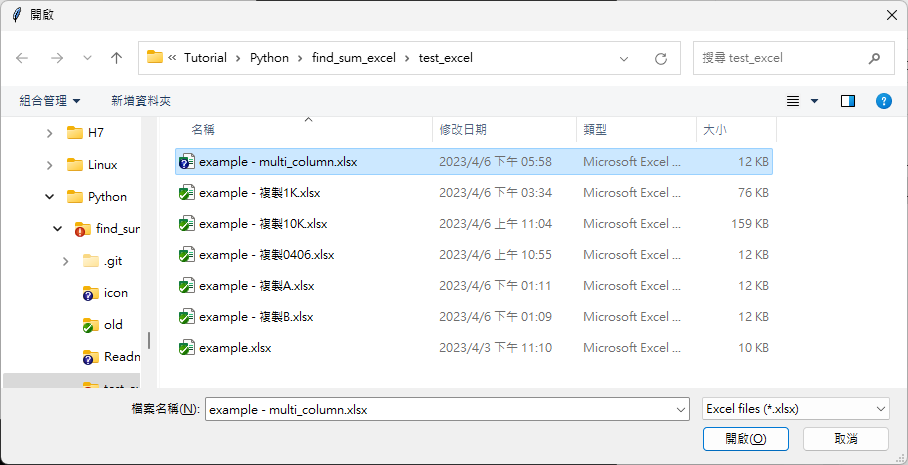 開啟
« Tutorial › Python › find_sum_excel › test_excel
搜尋 test_excel
組合管理 新增資料夾
名稱 修改日期 類型 大小
H7
Linux
Python
find_sum
.git
icon
old
Readm
example - multi_column.xlsx 2023/4/6 下午 05:58 Microsoft Excel ... 12 KB
example - 複製1K.xlsx 2023/4/6 下午 03:34 Microsoft Excel ... 76 KB
example - 複製10K.xlsx 2023/4/6 上午 11:04 Microsoft Excel ... 159 KB
example - 複製0406.xlsx 2023/4/6 上午 10:55 Microsoft Excel ... 12 KB
example - 複製A.xlsx 2023/4/6 下午 01:11 Microsoft Excel ... 12 KB
example - 複製B.xlsx 2023/4/6 下午 01:09 Microsoft Excel ... 12 KB
example.xlsx 2023/4/3 下午 11:10 Microsoft Excel ... 10 KB
檔案名稱(N): example - multi_column.xlsx Excel files (*.xlsx)
開啟(O) 取消